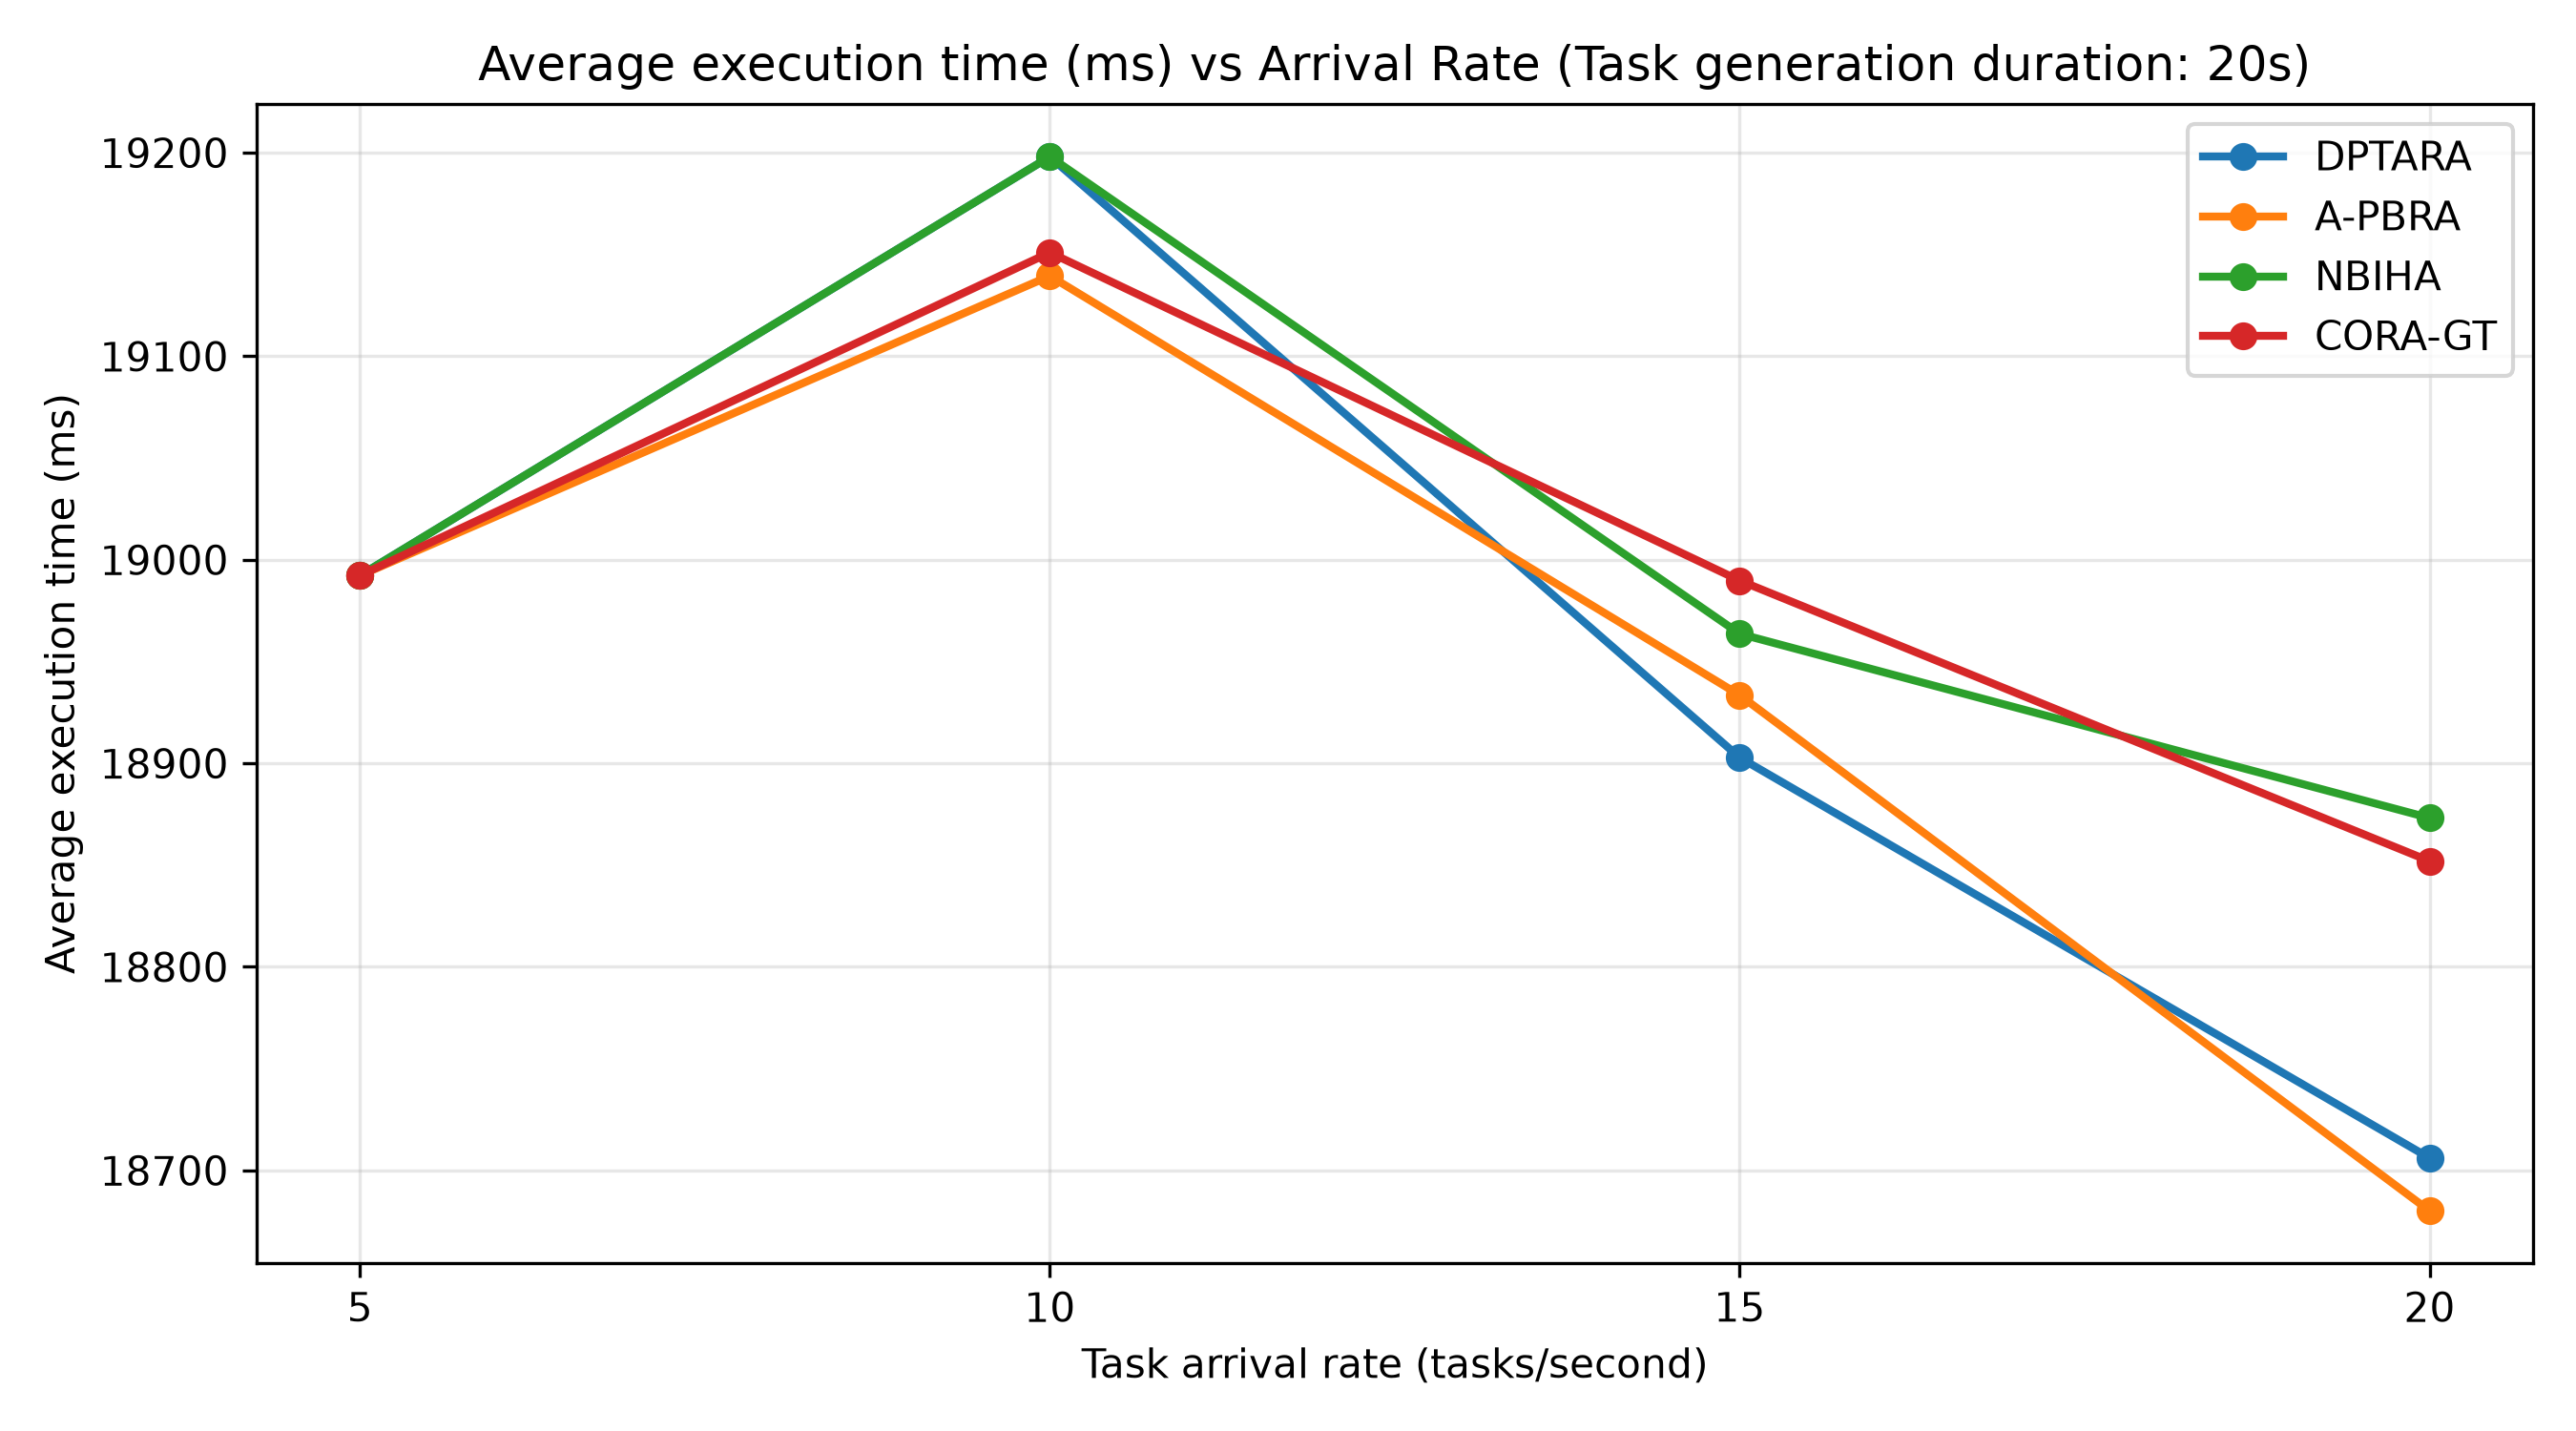 Average execution time (ms) vs Arrival Rate (Task generation duration: 20s)
Average execution time (ms)
19200
19100
19000
18900
18800
18700
DPTARA
A-PBRA
NBIHA
CORA-GT
5
10
15
20
Task arrival rate (tasks/second)